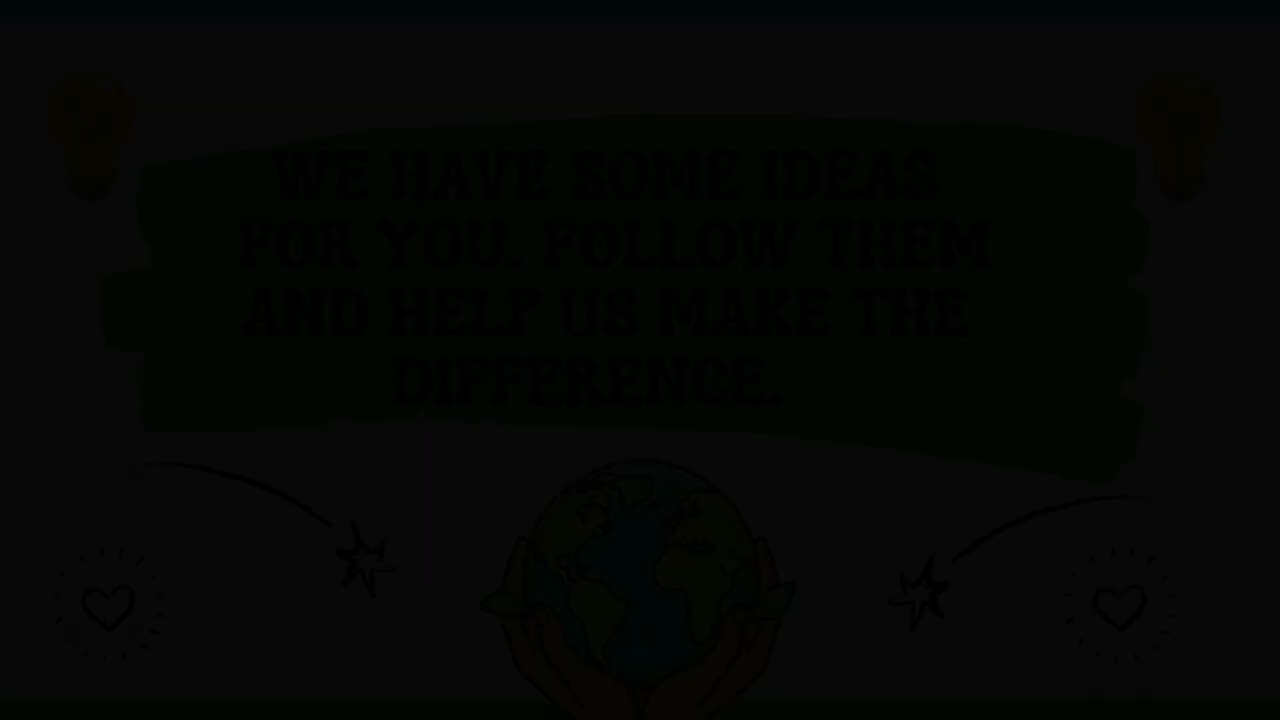 WE HAVE SOME IDEAS
FOR YOU. FOLLOW THEM
AND HELP US MAKE THE
DIFFERENCE.